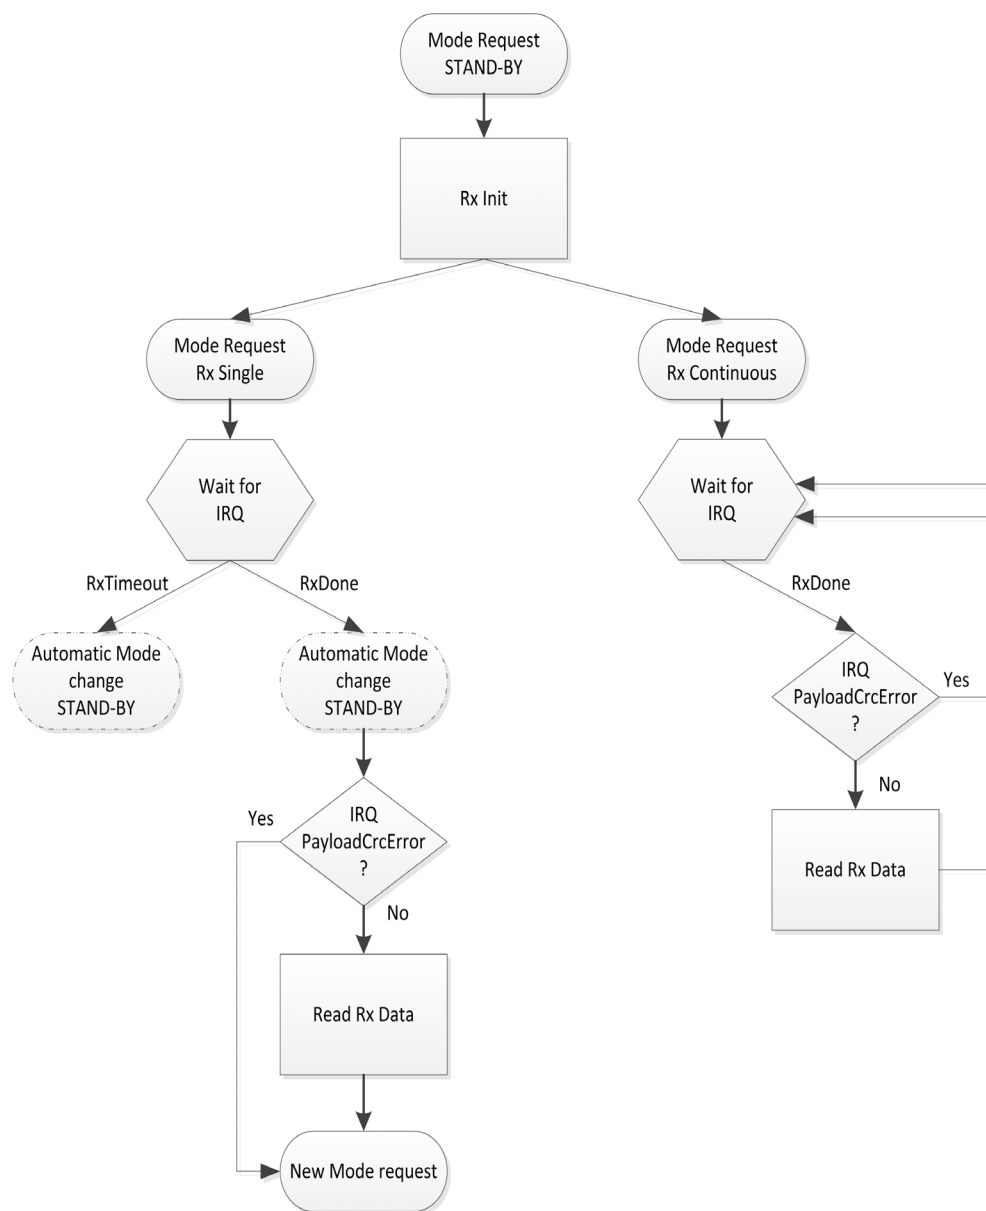 Mode Request
STAND-BY
Rx Init
Mode Request
Rx Single
Mode Request
Rx Continuous
Wait for
IRQ
Wait for
IRQ
RxTimeout
RxDone
RxDone
Automatic Mode
change
STAND-BY
Automatic Mode
change
STAND-BY
IRQ
PayloadCrcError
?
Yes
No
Yes
IRQ
PayloadCrcError
?
No
Read Rx Data
Read Rx Data
New Mode request